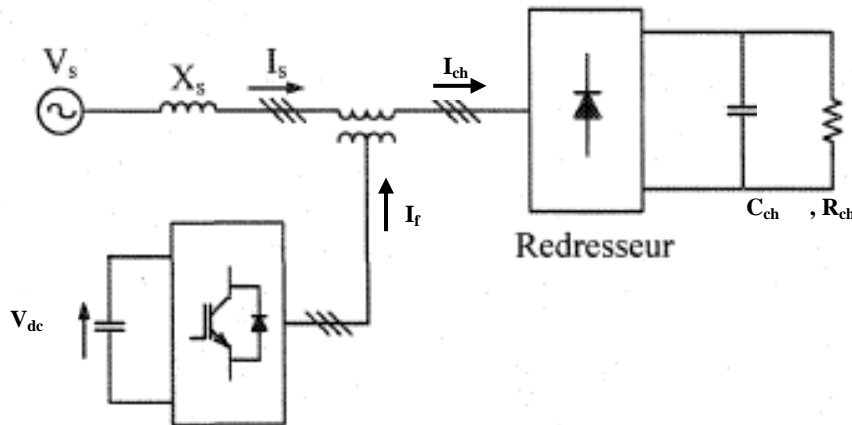 Vs
Xs
Is
Ich
If
Cch , Rch
Redresseur
Vdc